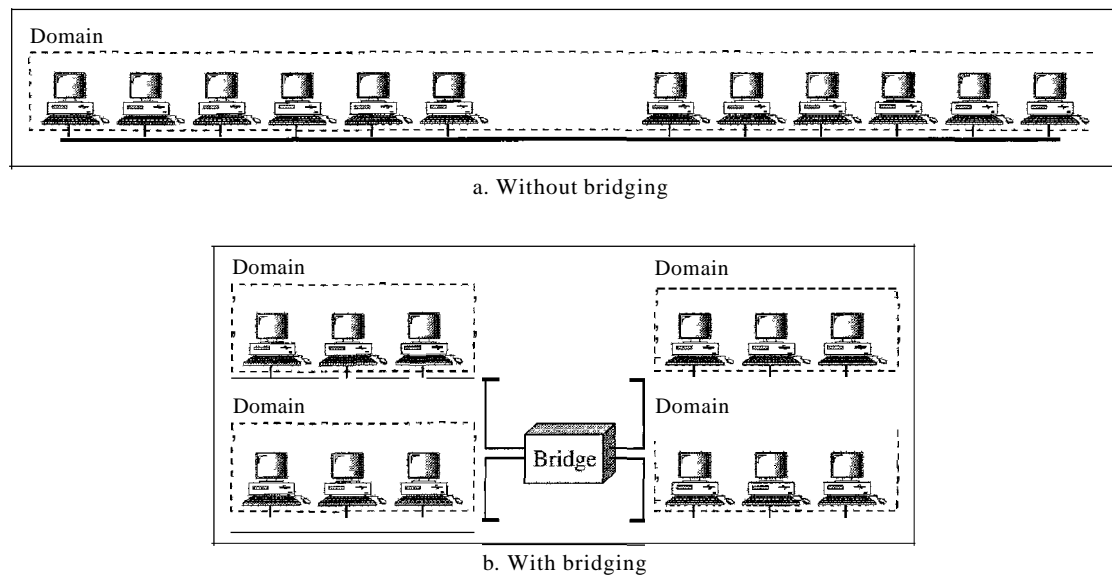 Domain
a. Without bridging
Domain
Domain
Domain
Domain
Bridge
b. With bridging